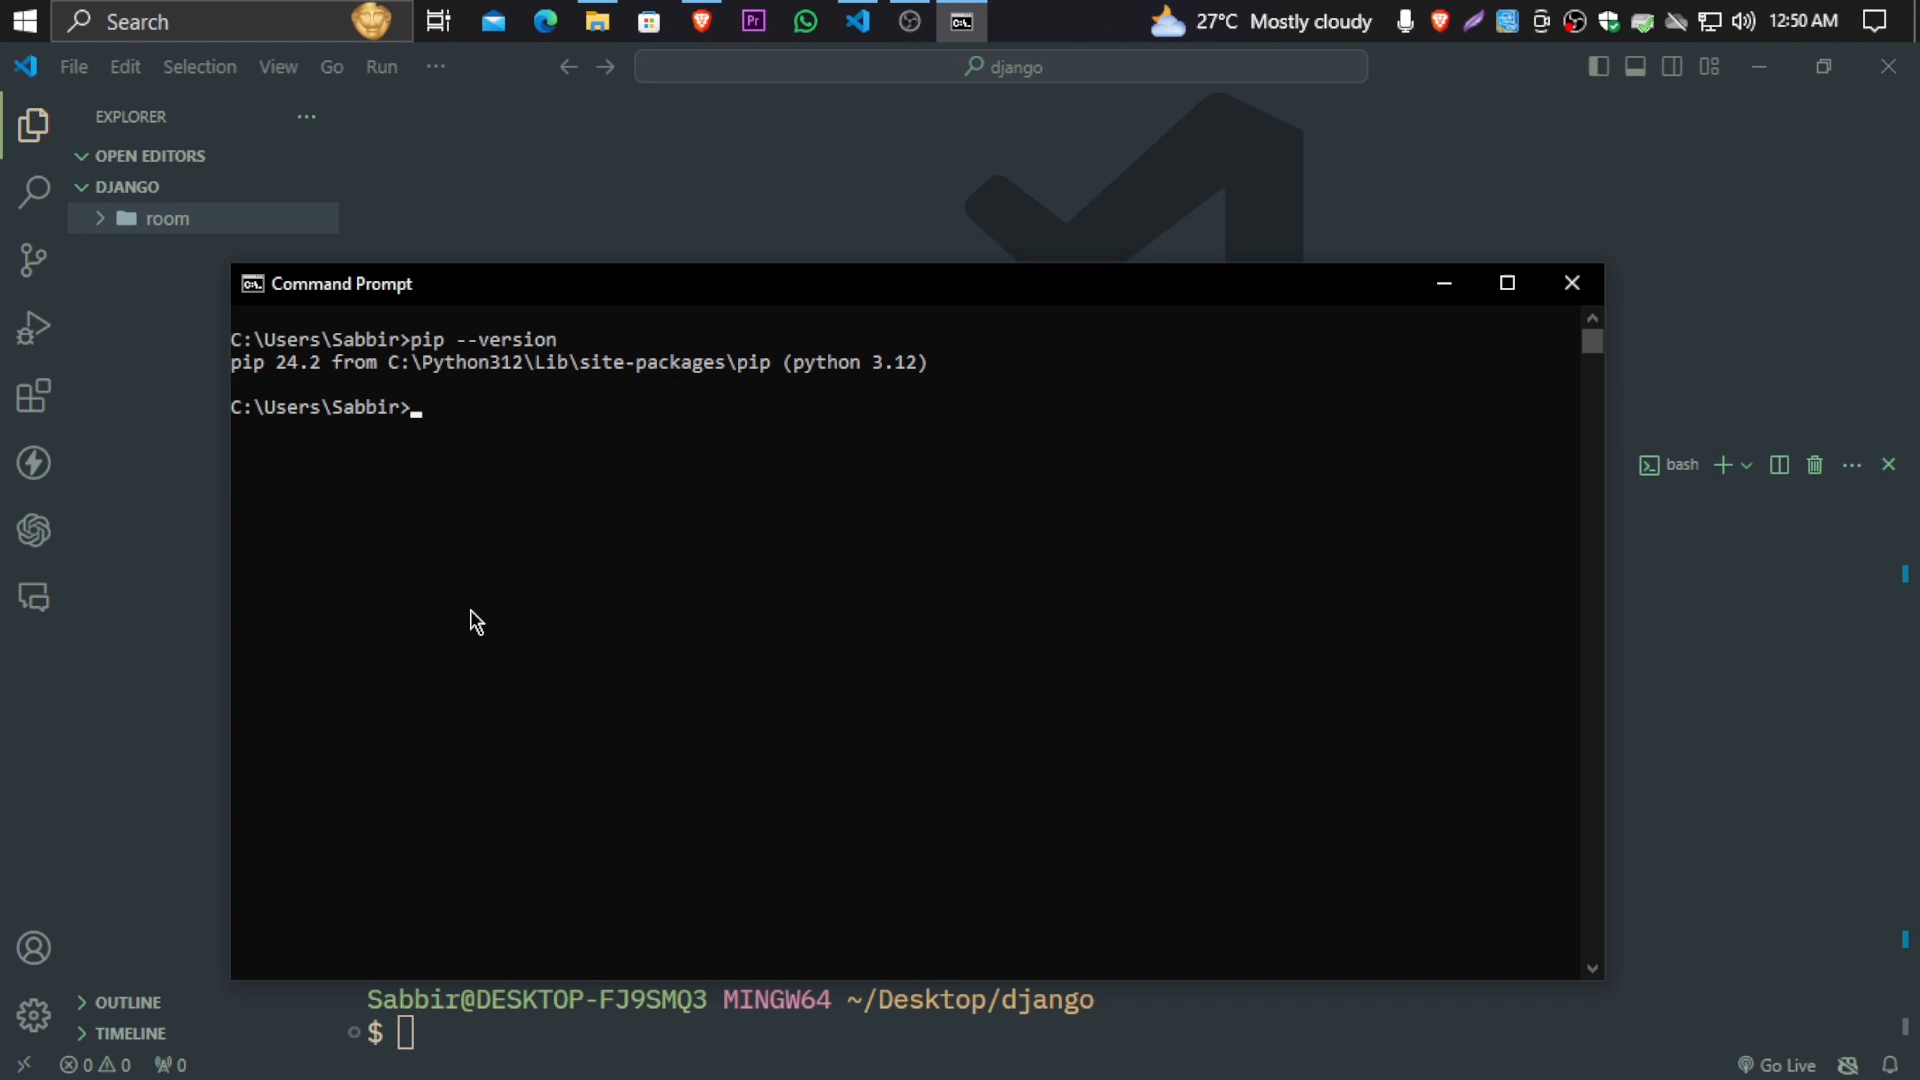 Search
Pr
27°C Mostly cloudy
12:50 AM
File Edit Selection View Go Run ···
django
EXPLORER ···
OPEN EDITORS
DJANGO
room
Command Prompt
C:\Users\Sabbir>pip --version
pip 24.2 from C:\Python312\Lib\site-packages\pip (python 3.12)
C:\Users\Sabbir>
bash
Sabbir@DESKTOP-FJ9SMQ3 MINGW64 ~/Desktop/django
$
OUTLINE
TIMELINE
0 0 0
Go Live